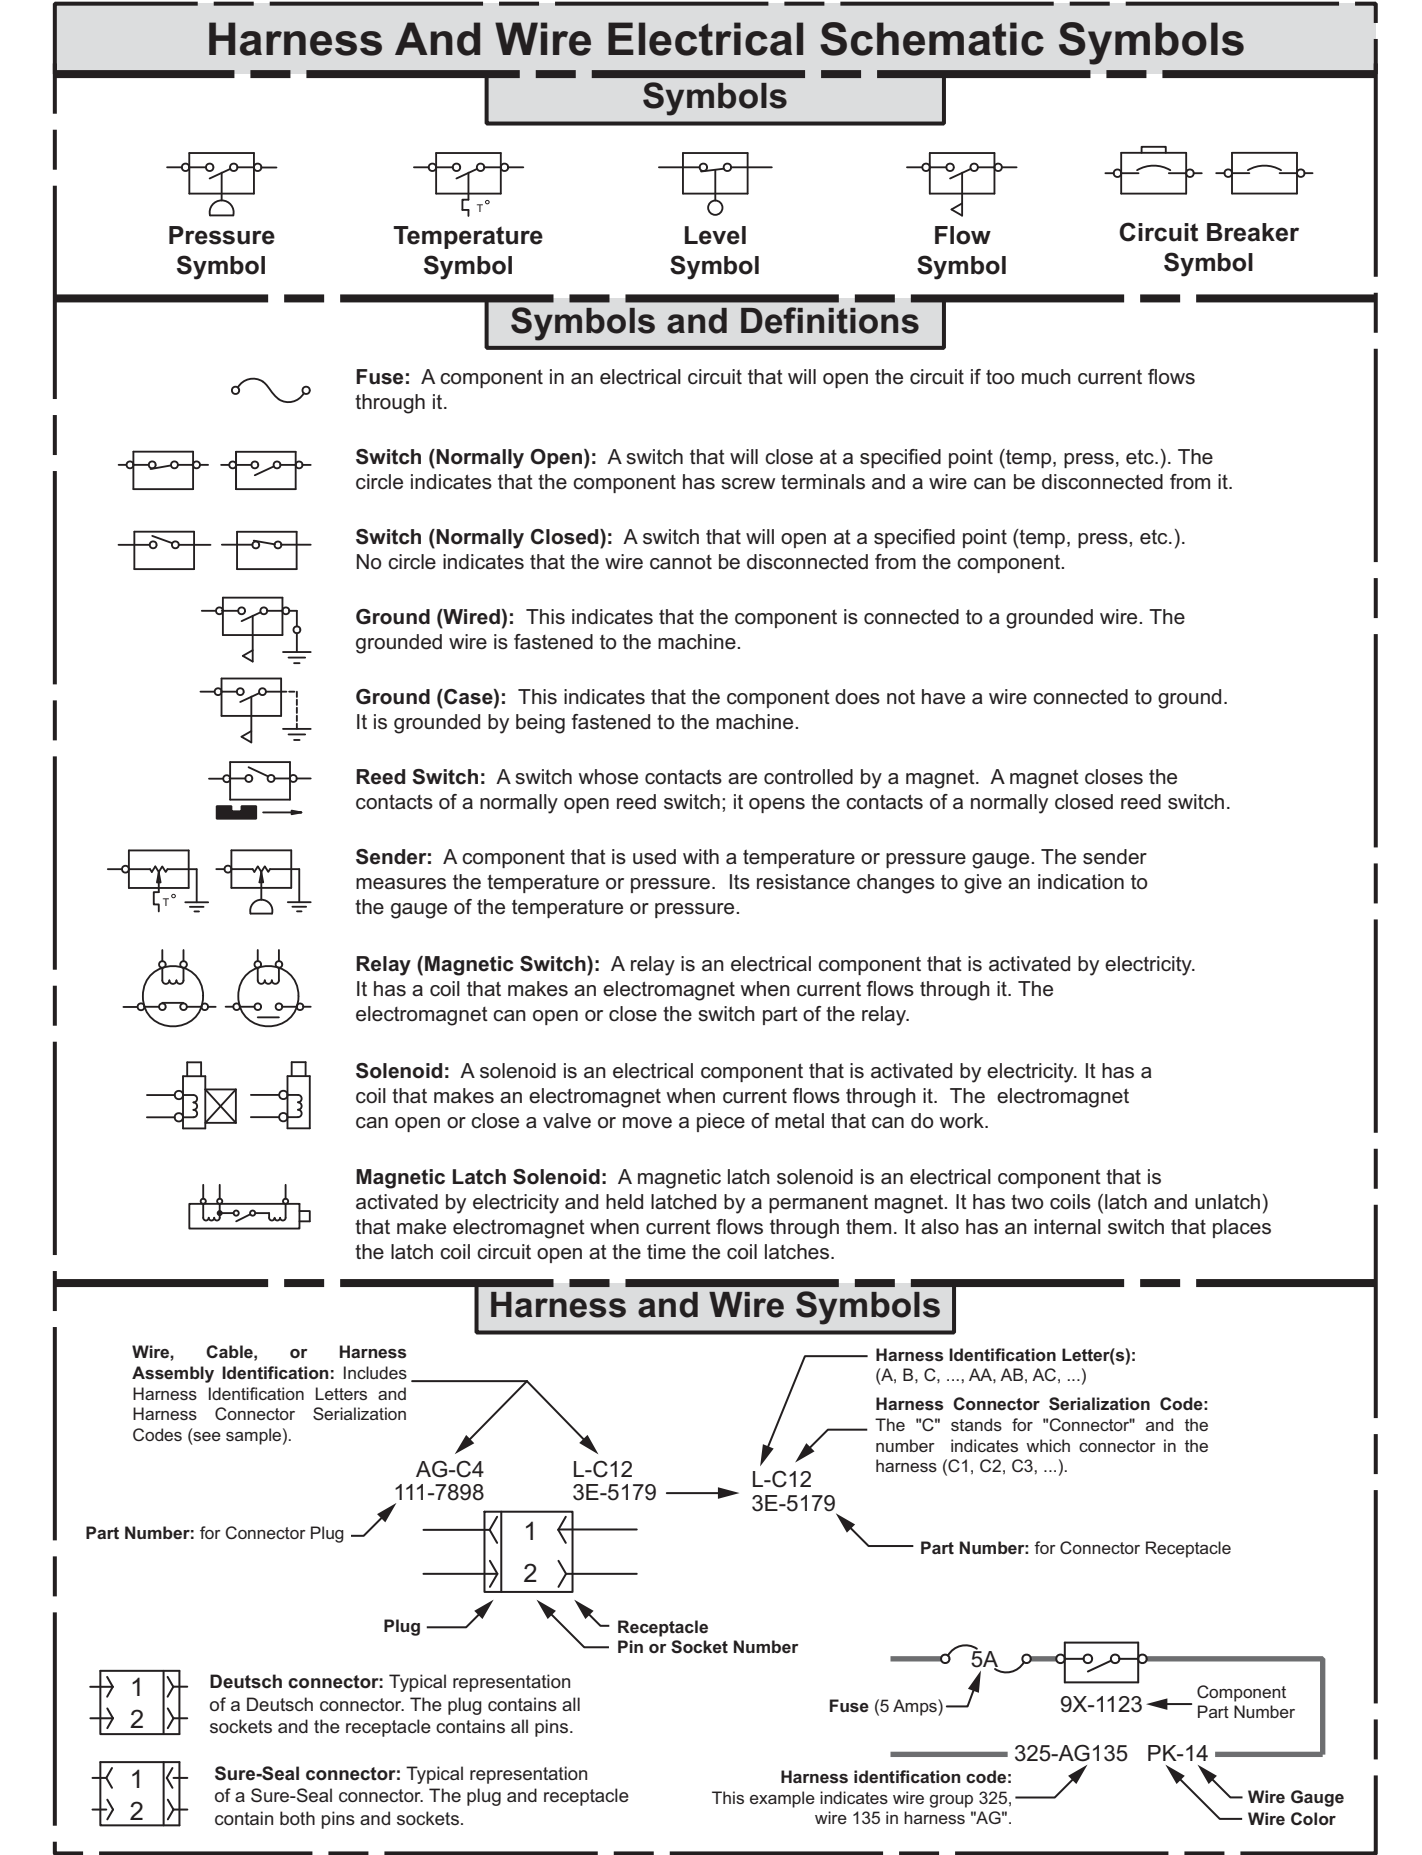 Harness And Wire Electrical Schematic Symbols
Symbols
Pressure
Symbol
T°
Temperature
Symbol
Level
Symbol
Flow
Symbol
Circuit Breaker
Symbol
Symbols and Definitions
Fuse: A component in an electrical circuit that will open the circuit if too much current flows
through it.
Switch (Normally Open): A switch that will close at a specified point (temp, press, etc.). The
circle indicates that the component has screw terminals and a wire can be disconnected from it.
Switch (Normally Closed): A switch that will open at a specified point (temp, press, etc.).
No circle indicates that the wire cannot be disconnected from the component.
Ground (Wired): This indicates that the component is connected to a grounded wire. The
grounded wire is fastened to the machine.
Ground (Case): This indicates that the component does not have a wire connected to ground.
It is grounded by being fastened to the machine.
Reed Switch: A switch whose contacts are controlled by a magnet. A magnet closes the
contacts of a normally open reed switch; it opens the contacts of a normally closed reed switch.
T°
Sender: A component that is used with a temperature or pressure gauge. The sender
measures the temperature or pressure. Its resistance changes to give an indication to
the gauge of the temperature or pressure.
Relay (Magnetic Switch): A relay is an electrical component that is activated by electricity.
It has a coil that makes an electromagnet when current flows through it. The
electromagnet can open or close the switch part of the relay.
Solenoid: A solenoid is an electrical component that is activated by electricity. It has a
coil that makes an electromagnet when current flows through it. The electromagnet
can open or close a valve or move a piece of metal that can do work.
Magnetic Latch Solenoid: A magnetic latch solenoid is an electrical component that is
activated by electricity and held latched by a permanent magnet. It has two coils (latch and unlatch)
that make electromagnet when current flows through them. It also has an internal switch that places
the latch coil circuit open at the time the coil latches.
Harness and Wire Symbols
Wire, Cable, or Harness
Assembly Identification: Includes
Harness Identification Letters and
Harness Connector Serialization
Codes (see sample).
Harness Identification Letter(s):
(A, B, C, ..., AA, AB, AC, ...)
Harness Connector Serialization Code:
The "C" stands for "Connector" and the
number indicates which connector in the
harness (C1, C2, C3, ...).
AG-C4
111-7898
L-C12
3E-5179
L-C12
3E-5179
Part Number: for Connector Plug
1
2
Part Number: for Connector Receptacle
Plug
Receptacle
Pin or Socket Number
1
2
Deutsch connector: Typical representation
of a Deutsch connector. The plug contains all
sockets and the receptacle contains all pins.
1
2
Sure-Seal connector: Typical representation
of a Sure-Seal connector. The plug and receptacle
contain both pins and sockets.
5A
Fuse (5 Amps)
9X-1123
Component
Part Number
325-AG135 PK-14
Harness identification code:
This example indicates wire group 325,
wire 135 in harness "AG".
Wire Gauge
Wire Color